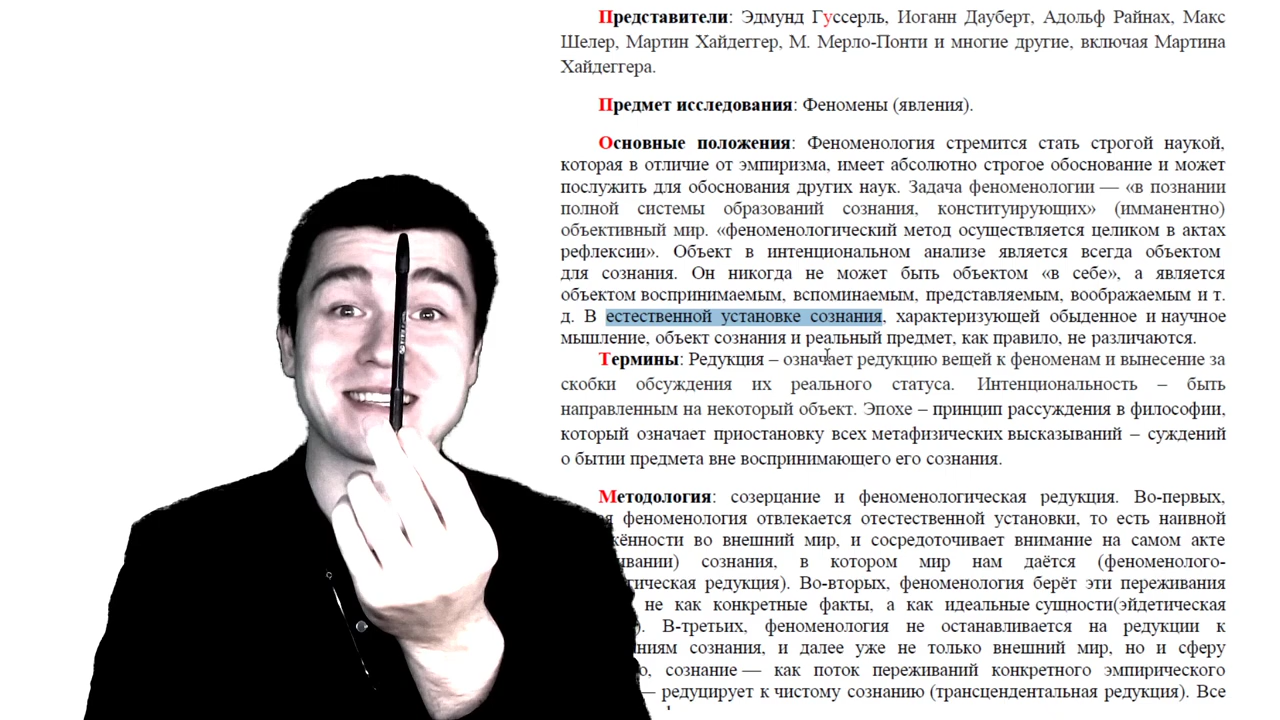 Представители: Эдмунд Гуссерль, Иоганн Дауберт, Адольф Райнах, Макс
Шелер, Мартин Хайдеггер, М. Мерло-Понти и многие другие, включая Мартина
Хайдеггера.
Предмет исследования: Феномены (явления).
Основные положения: Феноменология стремится стать строгой наукой,
которая в отличие от эмпиризма, имеет абсолютно строгое обоснование и может
послужить для обоснования других наук. Задача феноменологии — «в познании
полной системы образований сознания, конституирующих» (имманентно)
объективный мир. «феноменологический метод осуществляется целиком в актах
рефлексии». Объект в интенциональном анализе является всегда объектом
для сознания. Он никогда не может быть объектом «в себе», а является
объектом воспринимаемым, вспоминаемым, представляемым, воображаемым и т.
д. В естественной установке сознания, характеризующей обыденное и научное
мышление, объект сознания и реальный предмет, как правило, не различаются.
Термины: Редукция – означает редукцию вещей к феноменам и вынесение за
скобки обсуждения их реального статуса. Интенциональность – быть
направленным на некоторый объект. Эпохе – принцип рассуждения в философии,
который означает приостановку всех метафизических высказываний – суждений
о бытии предмета вне воспринимающего его сознания.
Методология: созерцание и феноменологическая редукция. Во-первых,
феноменология отвлекается отестественной установки, то есть наивной
во внешний мир, и сосредоточивает внимание на самом акте
сознания, в котором мир нам даётся (феноменолого-
редукция). Во-вторых, феноменология берёт эти переживания
не как конкретные факты, а как идеальные сущности(эйдетическая
В-третьих, феноменология не останавливается на редукции к
сознания, и далее уже не только внешний мир, но и сферу
сознание — как поток переживаний конкретного эмпирического
— редуцирует к чистому сознанию (трансцендентальная редукция). Все